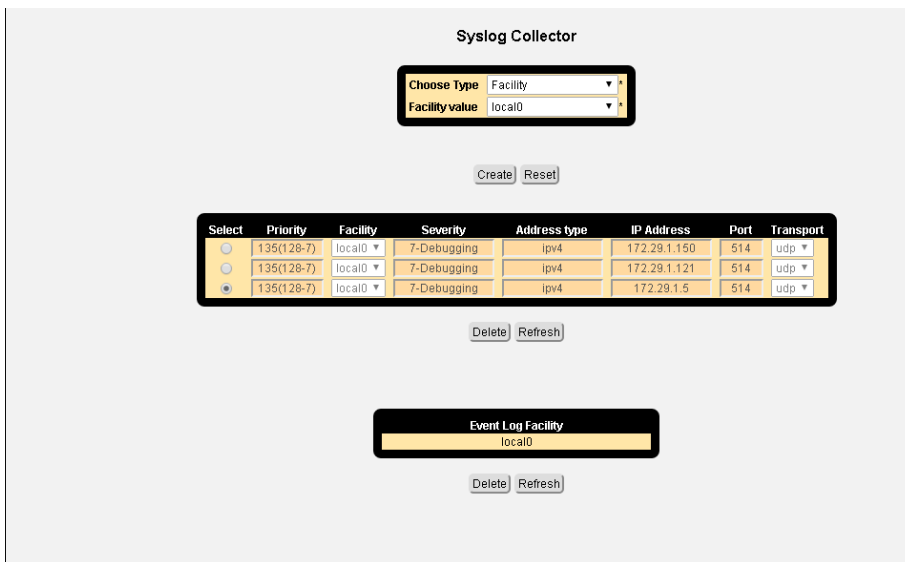 Syslog Collector
Choose Type Facility *
Facility value local0 *
Create Reset
Select Priority Facility Severity Address type IP Address Port Transport
135(128-7) local0 7-Debugging ipv4 172.29.1.150 514 udp
135(128-7) local0 7-Debugging ipv4 172.29.1.121 514 udp
135(128-7) local0 7-Debugging ipv4 172.29.1.5 514 udp
Delete Refresh
Event Log Facility
local0
Delete Refresh